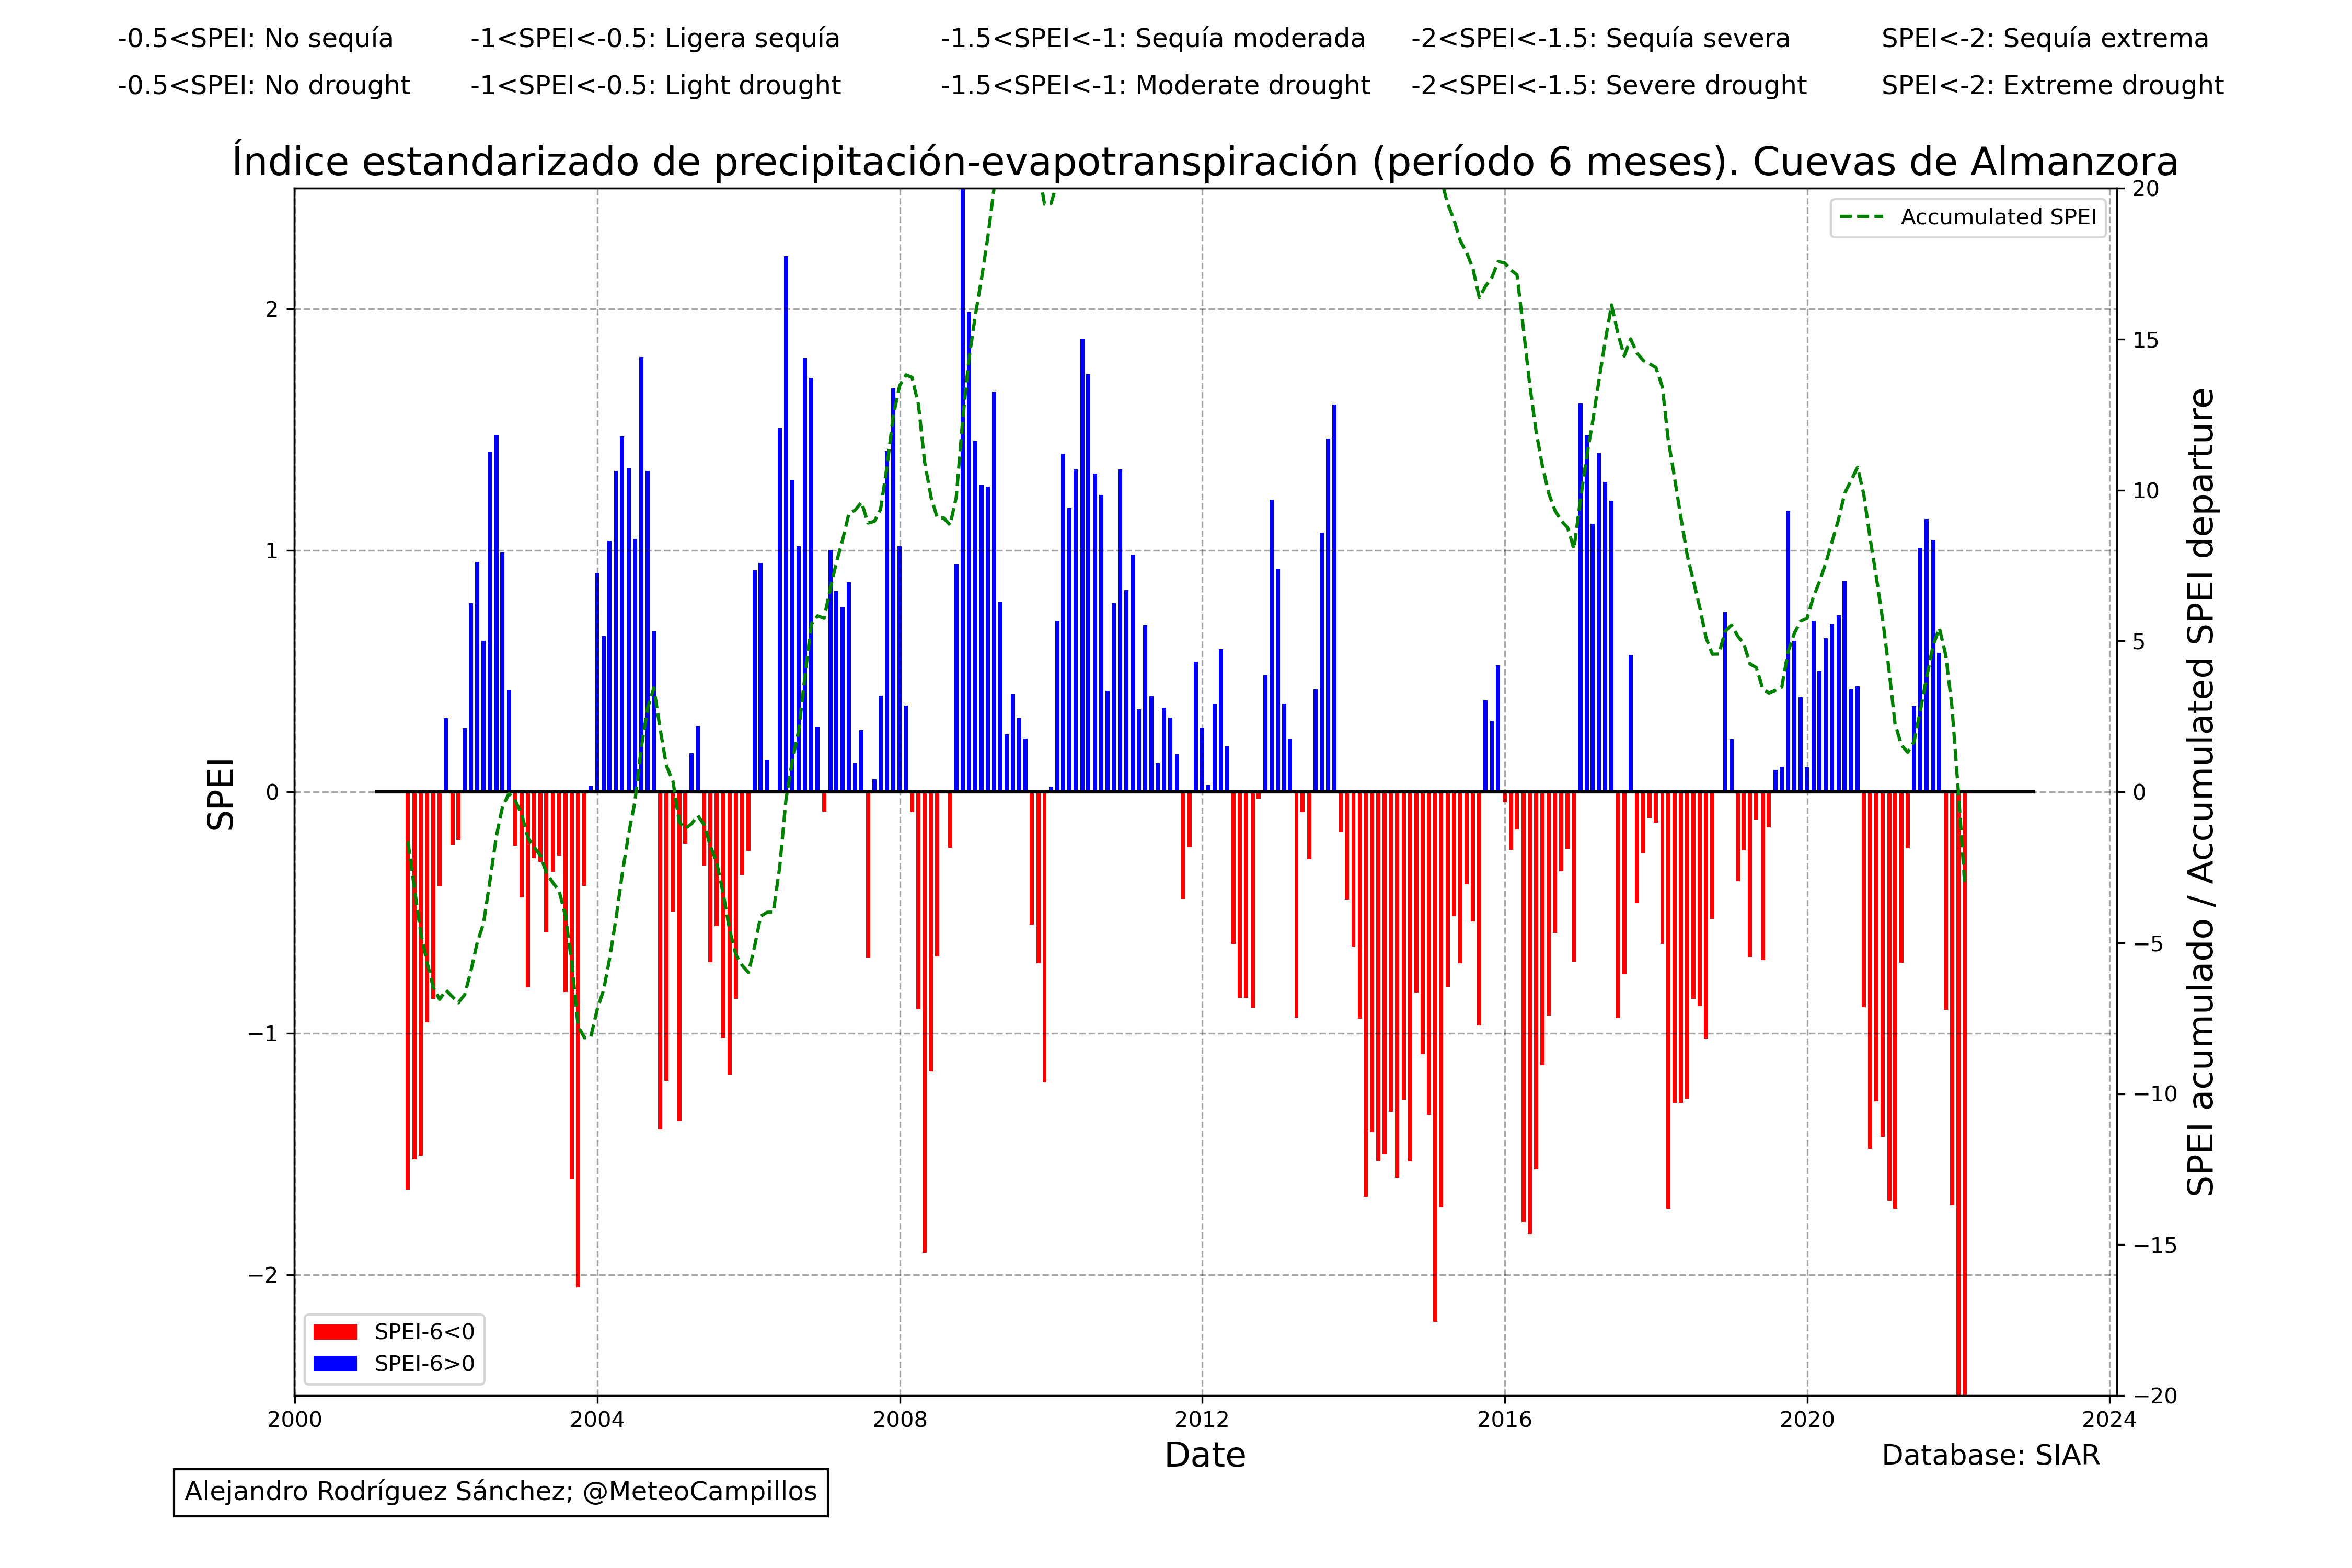 -0.5<SPEI: No sequía -1<SPEI<-0.5: Ligera sequía -1.5<SPEI<-1: Sequía moderada -2<SPEI<-1.5: Sequía severa SPEI<-2: Sequía extrema
-0.5<SPEI: No drought -1<SPEI<-0.5: Light drought -1.5<SPEI<-1: Moderate drought -2<SPEI<-1.5: Severe drought SPEI<-2: Extreme drought
Índice estandarizado de precipitación-evapotranspiración (período 6 meses). Cuevas de Almanzora
Accumulated SPEI
SPEI
2
1
0
−1
−2
20
15
10
5
0
−5
−10
−15
−20
SPEI acumulado / Accumulated SPEI departure
SPEI-6<0
SPEI-6>0
2000 2004 2008 2012 2016 2020 2024
Date
Database: SIAR
Alejandro Rodríguez Sánchez; @MeteoCampillos